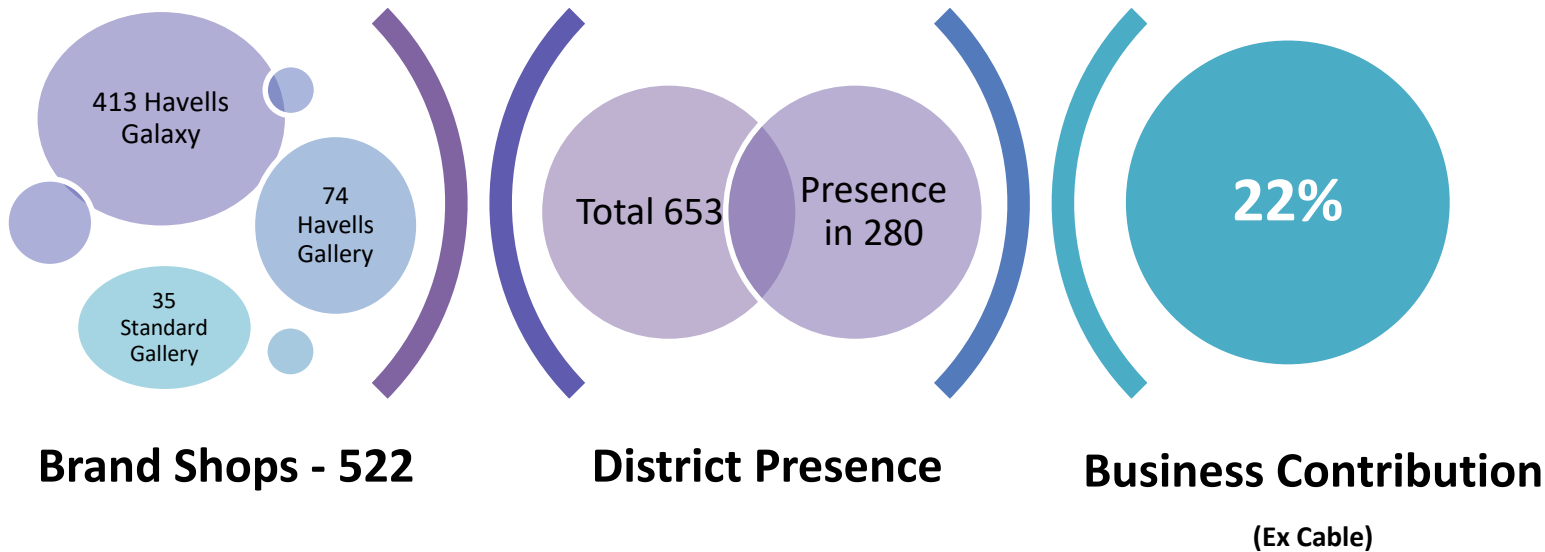 413 Havells
Galaxy
74
Havells
Gallery
35
Standard
Gallery
Total 653
Presence
in 280
22%
Brand Shops - 522
District Presence
Business Contribution
(Ex Cable)